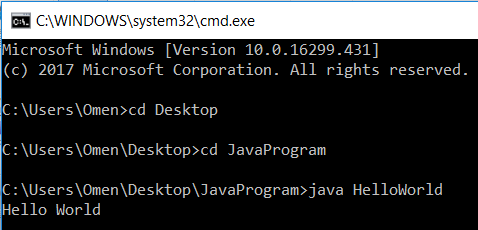 C:\WINDOWS\system32\cmd.exe
Microsoft Windows [Version 10.0.16299.431]
(c) 2017 Microsoft Corporation. All rights reserved.
C:\Users\Omen>cd Desktop
C:\Users\Omen\Desktop>cd JavaProgram
C:\Users\Omen\Desktop\JavaProgram>java HelloWorld
Hello World